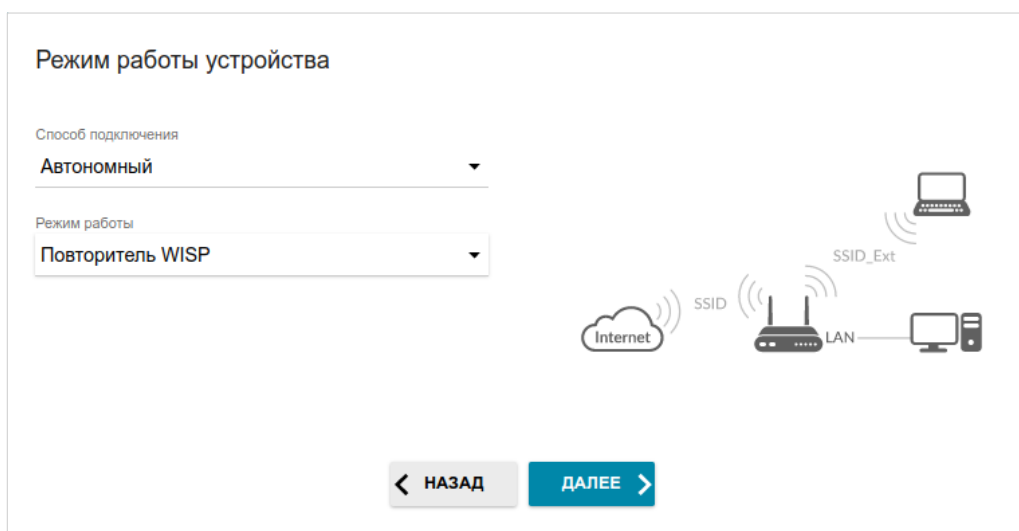 Режим работы устройства
Способ подключения
Автономный
Режим работы
Повторитель WISP
SSID_Ext
SSID
Internet
LAN
НАЗАД
ДАЛЕЕ